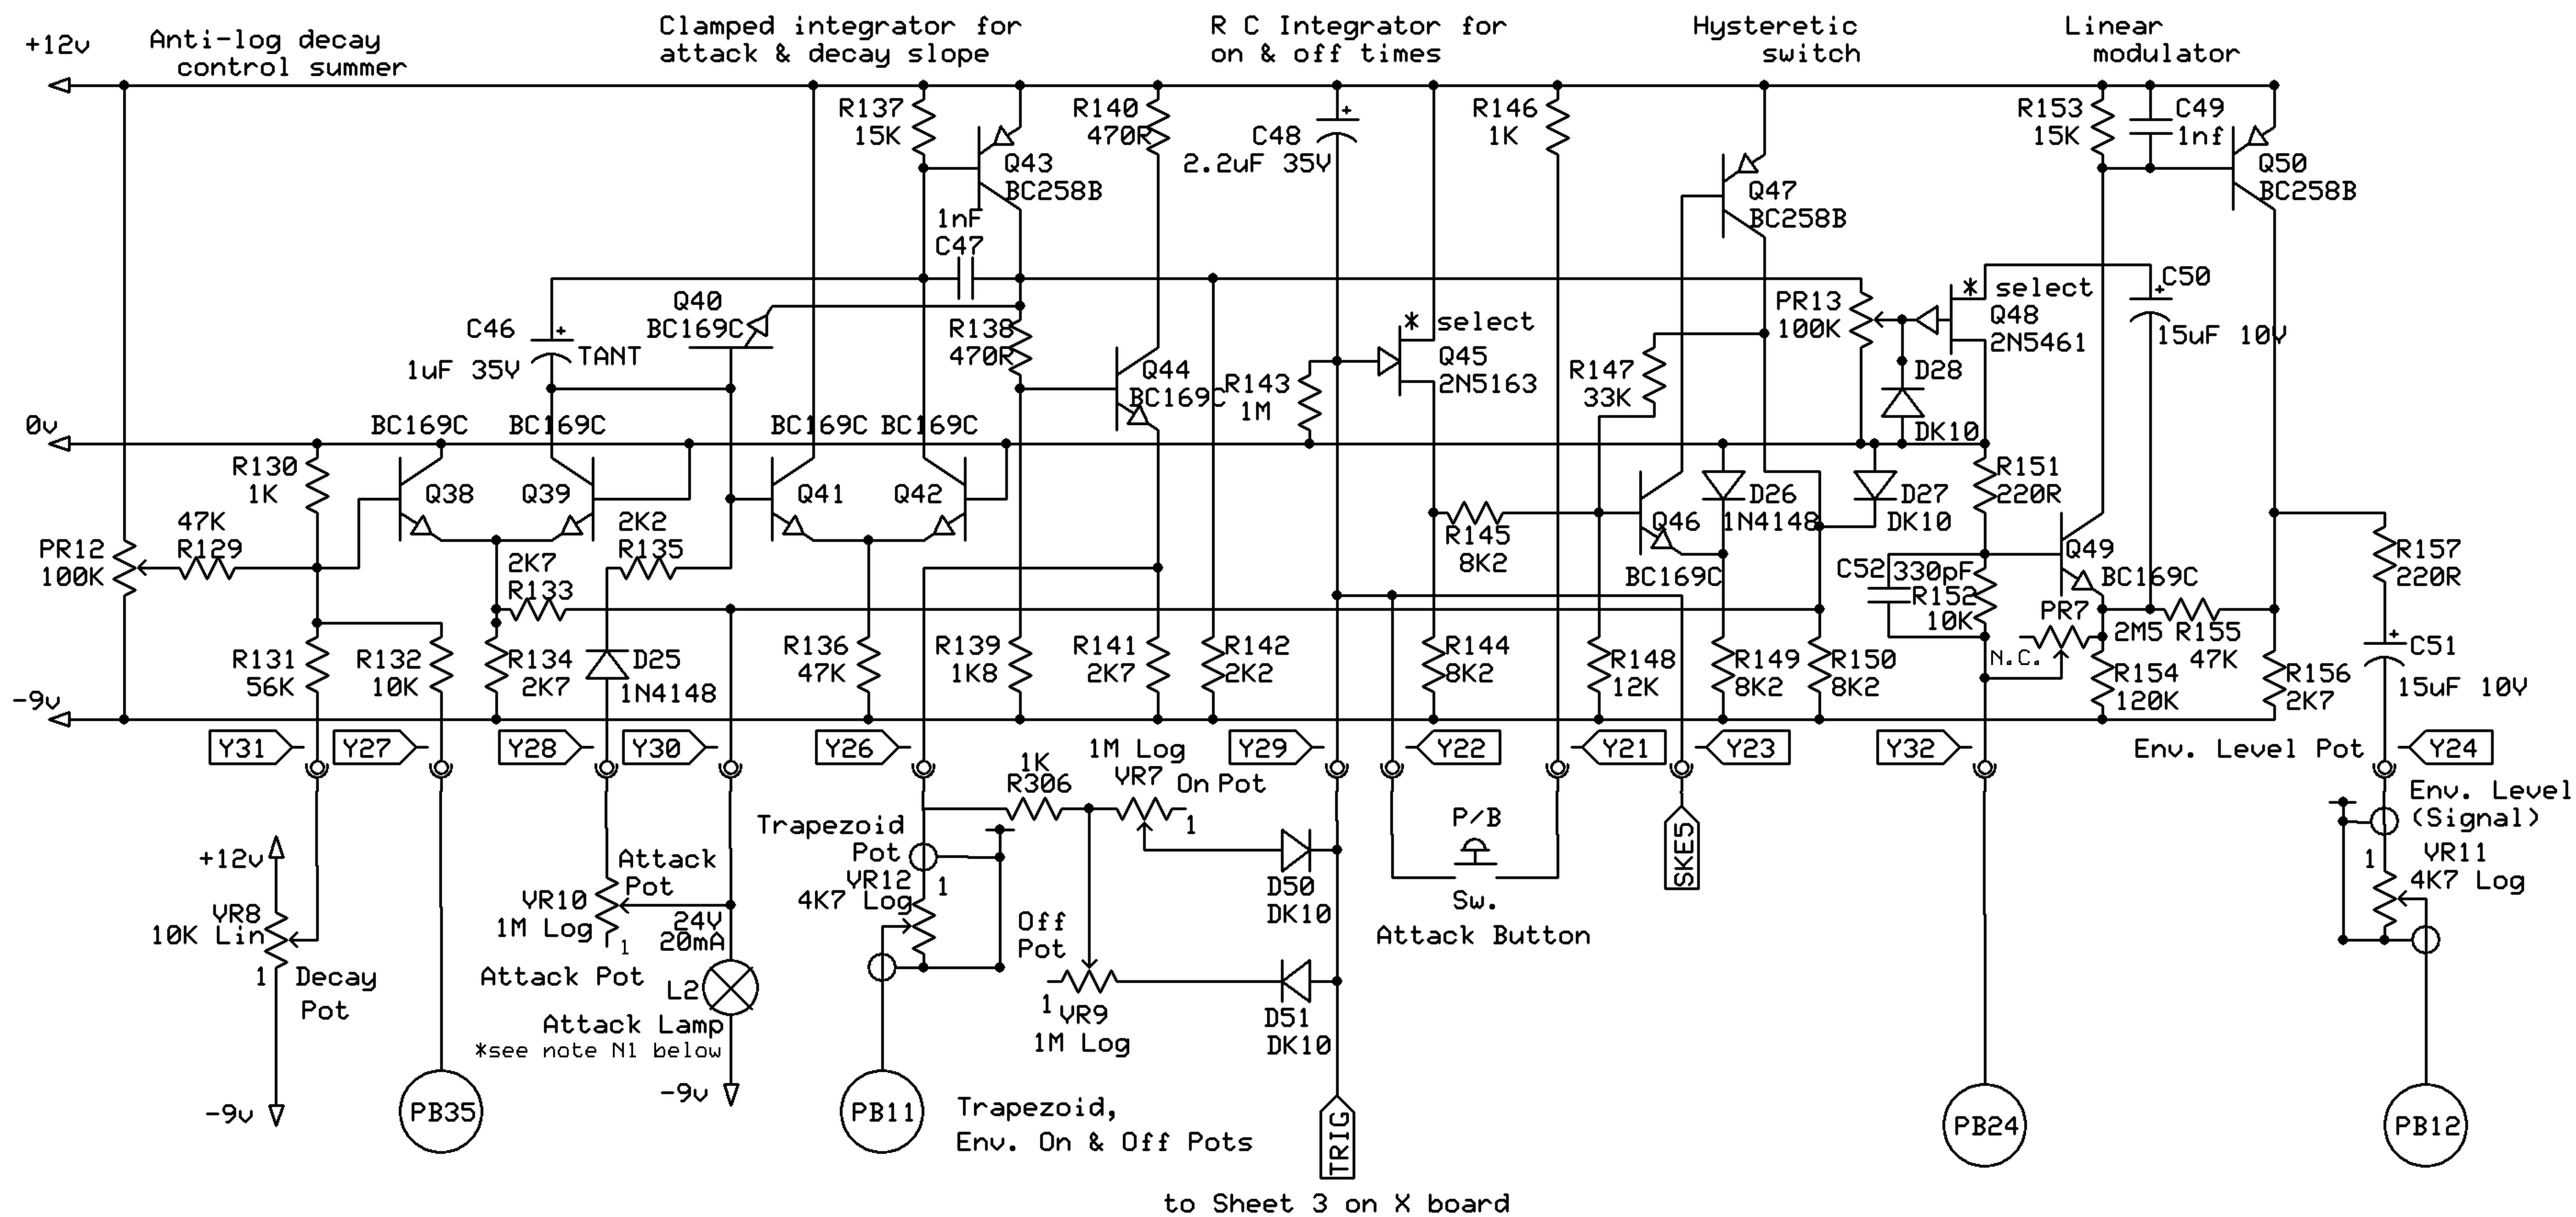 +12v
Anti-log decay
control summer
Clamped integrator for
attack & decay slope
R C Integrator for
on & off times
Hysteretic
switch
Linear
modulator
R137
15K
Q43
BC258B
R140
470R
C48
+
2.2uF 35V
R146
1K
Q47
BC258B
R153
15K
C49
1nf
Q50
BC258B
1nF
C47
Q40
BC169C
C46
+
TANT
1uF 35V
R138
470R
Q44
BC169C
R143
1M
* select
Q45
2N5163
R147
33K
PR13
100K
* select
Q48
2N5461
C50
+
15uF 10V
D28
DK10
0v
BC169C
BC169C
BC169C
BC169C
R130
1K
Q38
Q39
Q41
Q42
47K
R129
PR12
100K
2K7
R133
2K2
R135
R145
8K2
Q46
BC169C
D26
1N4148
D27
DK10
R151
220R
Q49
BC169C
C52
330pF
R152
10K
PR7
2M5
N.C.
R155
47K
R157
220R
R131
56K
R132
10K
R134
2K7
D25
1N4148
R136
47K
R139
1K8
R141
2K7
R142
2K2
R144
8K2
R148
12K
R149
8K2
R150
8K2
R154
120K
R156
2K7
+
C51
15uF 10V
-9v
Y31
Y27
Y28
Y30
Y26
Y29
Y22
Y21
Y23
Y32
Env. Level Pot
Y24
1K
R306
1M Log
VR7
On Pot
1
Trapezoid
Pot
VR12
4K7 Log
1
+12v
VR8
10K Lin
1
Decay
Pot
-9v
Attack
Pot
VR10
1M Log
1
Attack Pot
24V
20mA
L2
Attack Lamp
*see note N1 below
-9v
Off
Pot
1
VR9
1M Log
D50
DK10
D51
DK10
P/B
Sw.
Attack Button
SKE5
Env. Level
(Signal)
1
VR11
4K7 Log
PB35
PB11
Trapezoid,
Env. On & Off Pots
TRIG
PB24
PB12
to Sheet 3 on X board